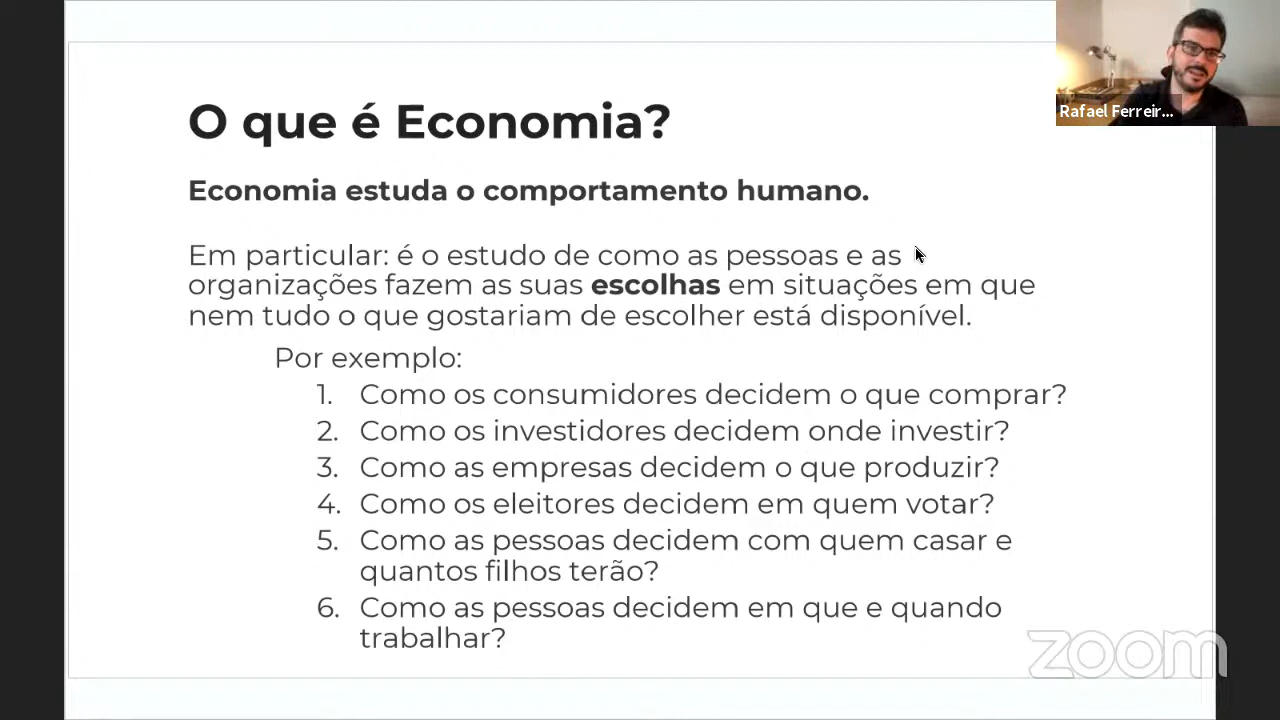 O que é Economia?
Economia estuda o comportamento humano.
Em particular: é o estudo de como as pessoas e as
organizações fazem as suas escolhas em situações em que
nem tudo o que gostariam de escolher está disponível.
Por exemplo:
1. Como os consumidores decidem o que comprar?
2. Como os investidores decidem onde investir?
3. Como as empresas decidem o que produzir?
4. Como os eleitores decidem em quem votar?
5. Como as pessoas decidem com quem casar e
quantos filhos terão?
6. Como as pessoas decidem em que e quando
trabalhar?
Rafael Ferreir...
zoom